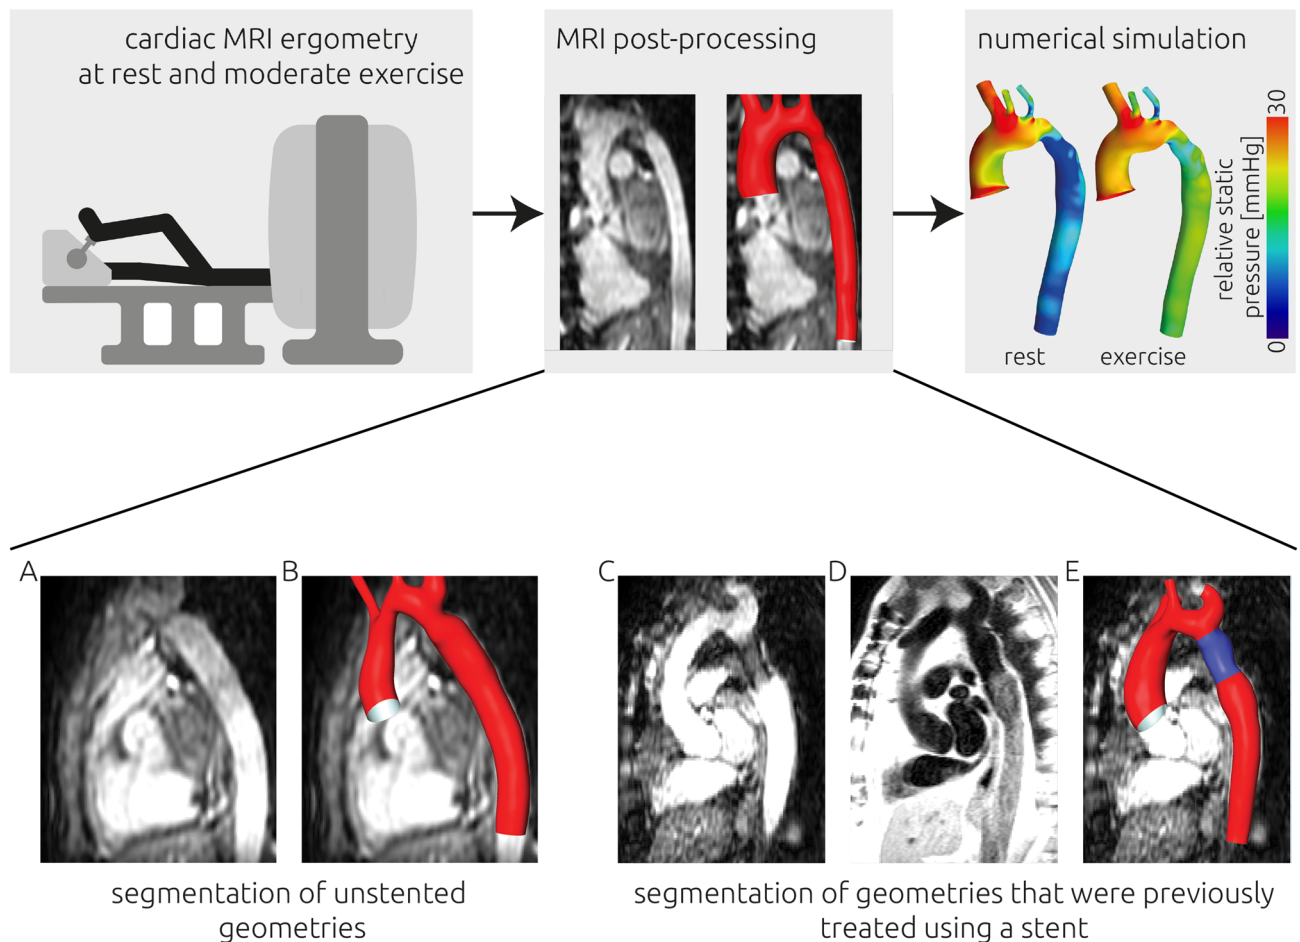 cardiac MRI ergometry
at rest and moderate exercise
MRI post-processing
numerical simulation
relative static
pressure [mmHg]
30
0
rest
exercise
A
B
C
D
E
segmentation of unstented
geometries
segmentation of geometries that were previously
treated using a stent